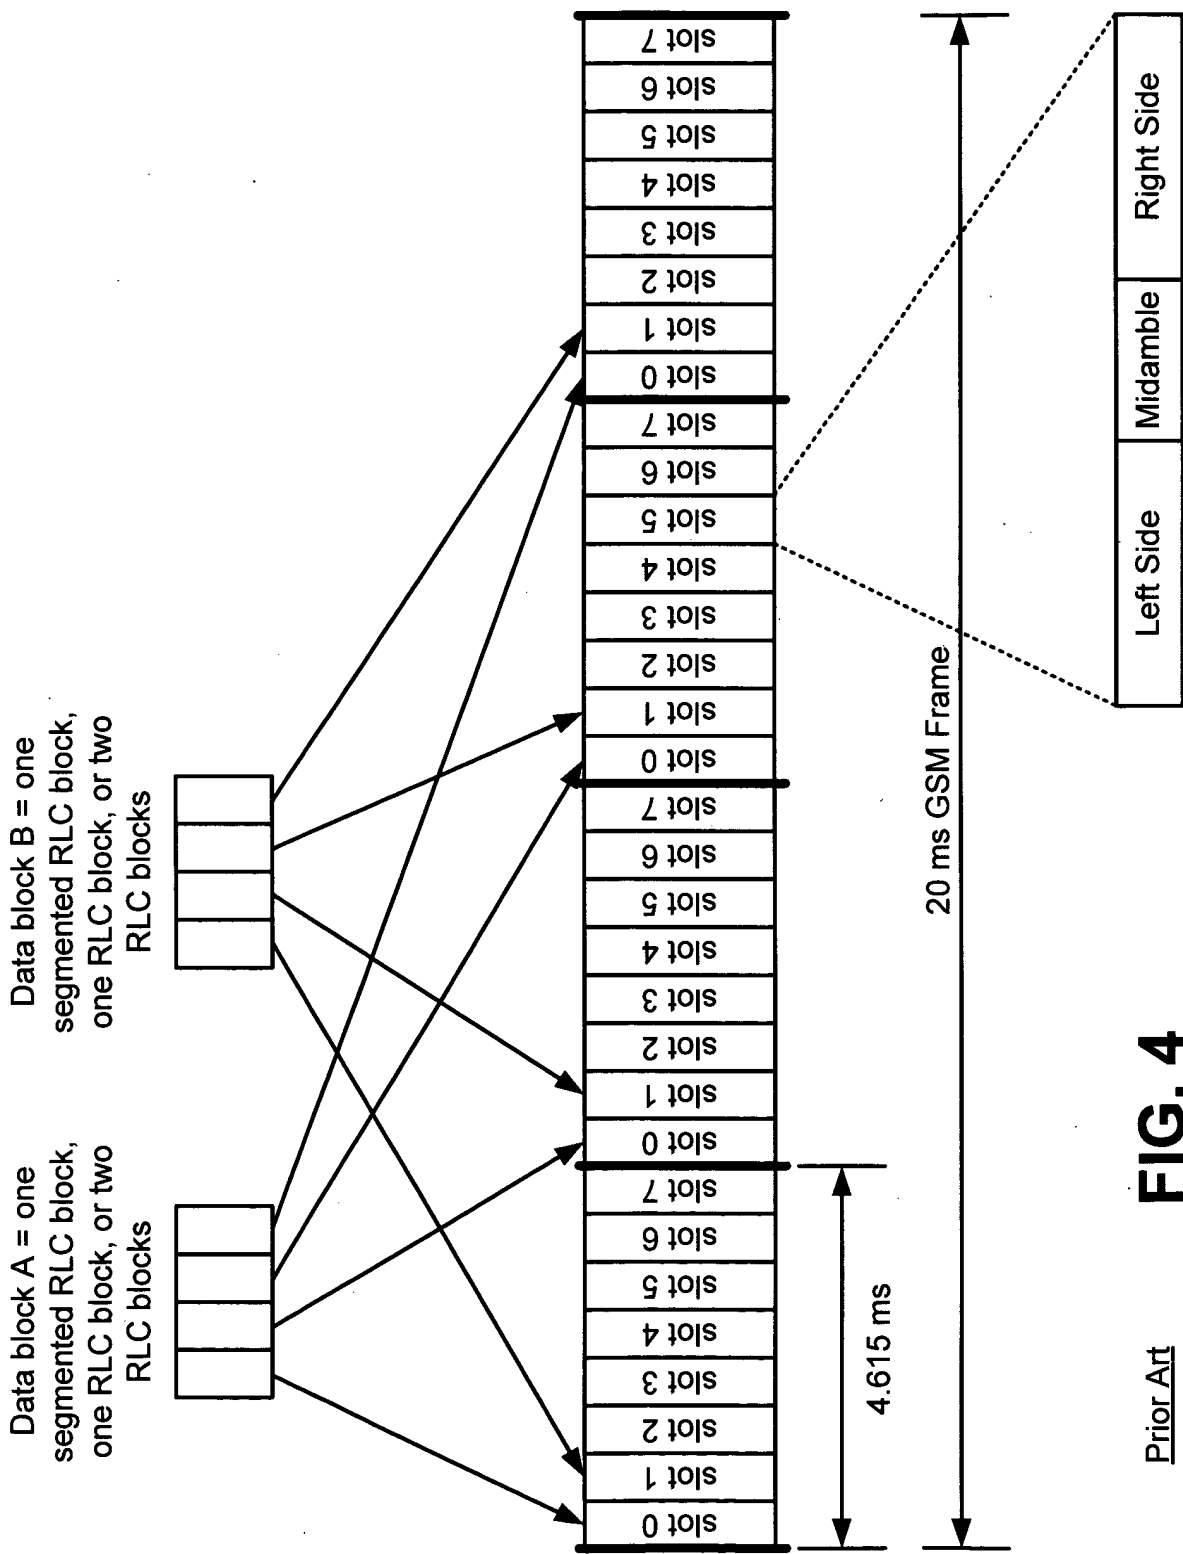 Data block A = one
segmented RLC block,
one RLC block, or two
RLC blocks
Data block B = one
segmented RLC block,
one RLC block, or two
RLC blocks
slot 0
slot 1
slot 2
slot 3
slot 4
slot 5
slot 6
slot 7
slot 0
slot 1
slot 2
slot 3
slot 4
slot 5
slot 6
slot 7
slot 0
slot 1
slot 2
slot 3
slot 4
slot 5
slot 6
slot 7
slot 0
slot 1
slot 2
slot 3
slot 4
slot 5
slot 6
slot 7
4.615 ms
20 ms GSM Frame
Left Side
Midamble
Right Side
Prior Art
FIG. 4